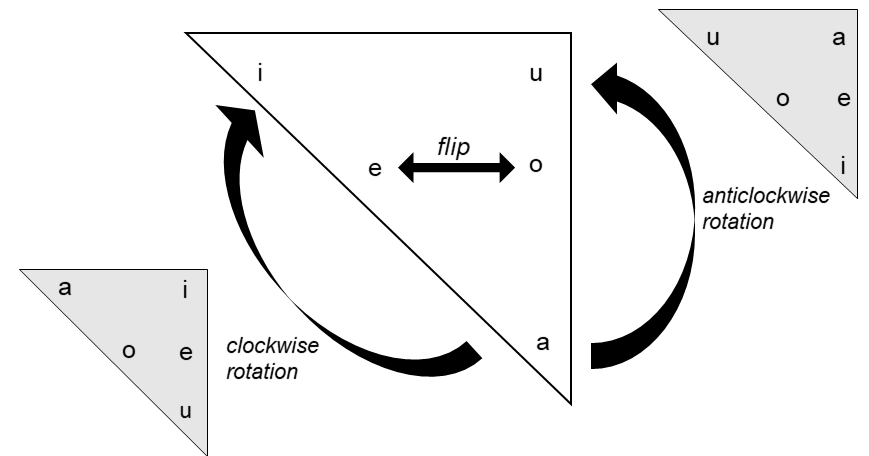 i u
e flip o
a
u a
o e
i
anticlockwise
rotation
a i
o e
u
clockwise
rotation